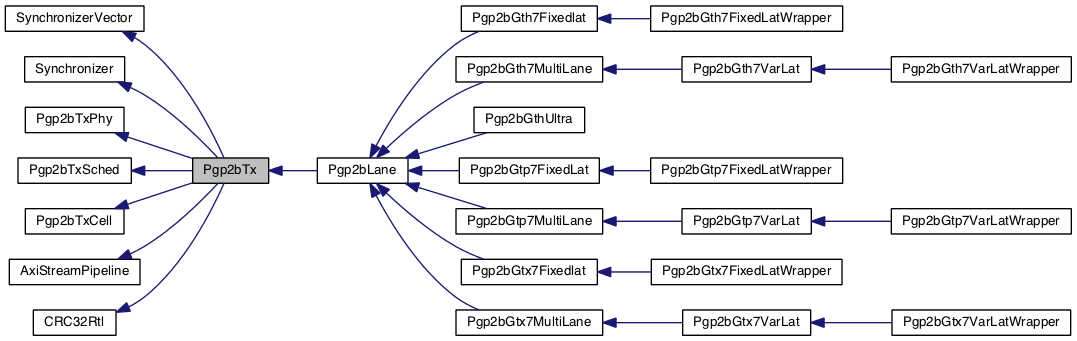 SynchronizerVector
Synchronizer
Pgp2bTxPhy
Pgp2bTxSched
Pgp2bTxCell
AxiStreamPipeline
CRC32Rtl
Pgp2bTx
Pgp2bLane
Pgp2bGth7Fixedlat
Pgp2bGth7FixedLatWrapper
Pgp2bGth7MultiLane
Pgp2bGth7VarLat
Pgp2bGth7VarLatWrapper
Pgp2bGthUltra
Pgp2bGtp7FixedLat
Pgp2bGtp7FixedLatWrapper
Pgp2bGtp7MultiLane
Pgp2bGtp7VarLat
Pgp2bGtp7VarLatWrapper
Pgp2bGtx7Fixedlat
Pgp2bGtx7FixedLatWrapper
Pgp2bGtx7MultiLane
Pgp2bGtx7VarLat
Pgp2bGtx7VarLatWrapper